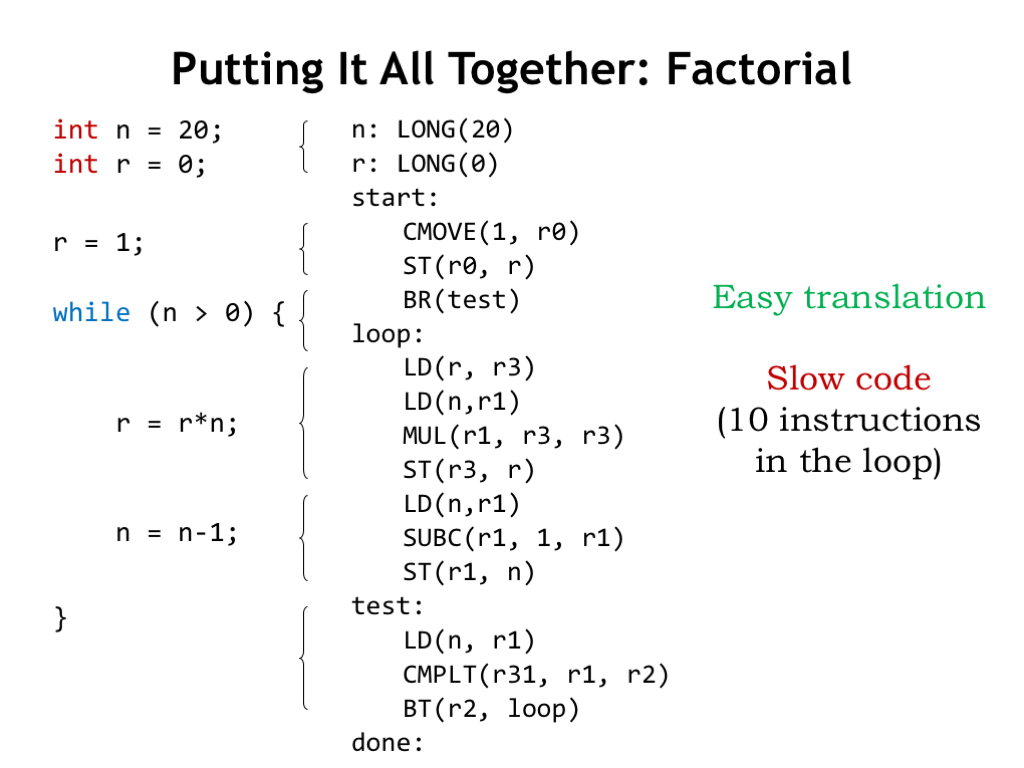 Putting It All Together: Factorial
int n = 20;
int r = 0;
r = 1;
while (n > 0) {
r = r*n;
n = n-1;
}
n: LONG(20)
r: LONG(0)
start:
CMOVE(1, r0)
ST(r0, r)
BR(test)
loop:
LD(r, r3)
LD(n,r1)
MUL(r1, r3, r3)
ST(r3, r)
LD(n,r1)
SUBC(r1, 1, r1)
ST(r1, n)
test:
LD(n, r1)
CMPLT(r31, r1, r2)
BT(r2, loop)
done:
Easy translation
Slow code
(10 instructions
in the loop)